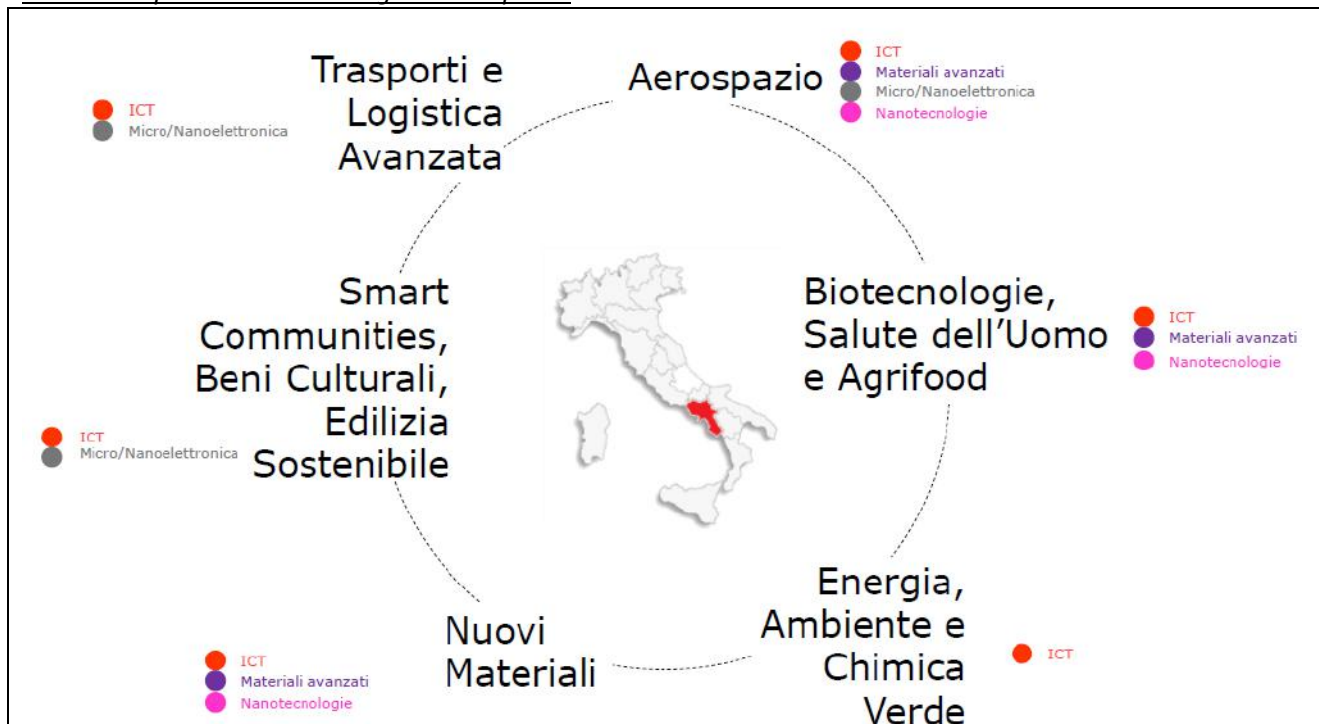 Trasporti e
Logistica
Avanzata
ICT
Micro/Nanoelettronica
Aerospazio
ICT
Materiali avanzati
Micro/Nanoelettronica
Nanotecnologie
Biotecnologie,
Salute dell'Uomo
e Agrifood
ICT
Materiali avanzati
Nanotecnologie
Smart
Communities,
Beni Culturali,
Edilizia
Sostenibile
ICT
Micro/Nanoelettronica
Energia,
Ambiente e
Chimica
Verde
ICT
Nuovi
Materiali
ICT
Materiali avanzati
Nanotecnologie